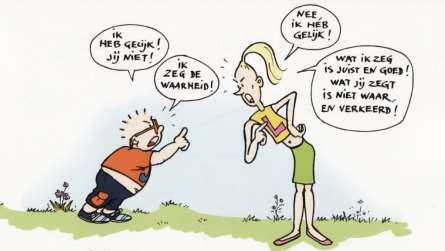 IK
HEB GELIJK!
JIJ NIET!
IK
ZEG DE
WAARHEID!
NEE,
IK HEB
GELIJK!
WAT IK ZEG
IS JUIST EN GOED!
WAT JIJ ZEGT
IS NIET WAAR
EN VERKEERD!